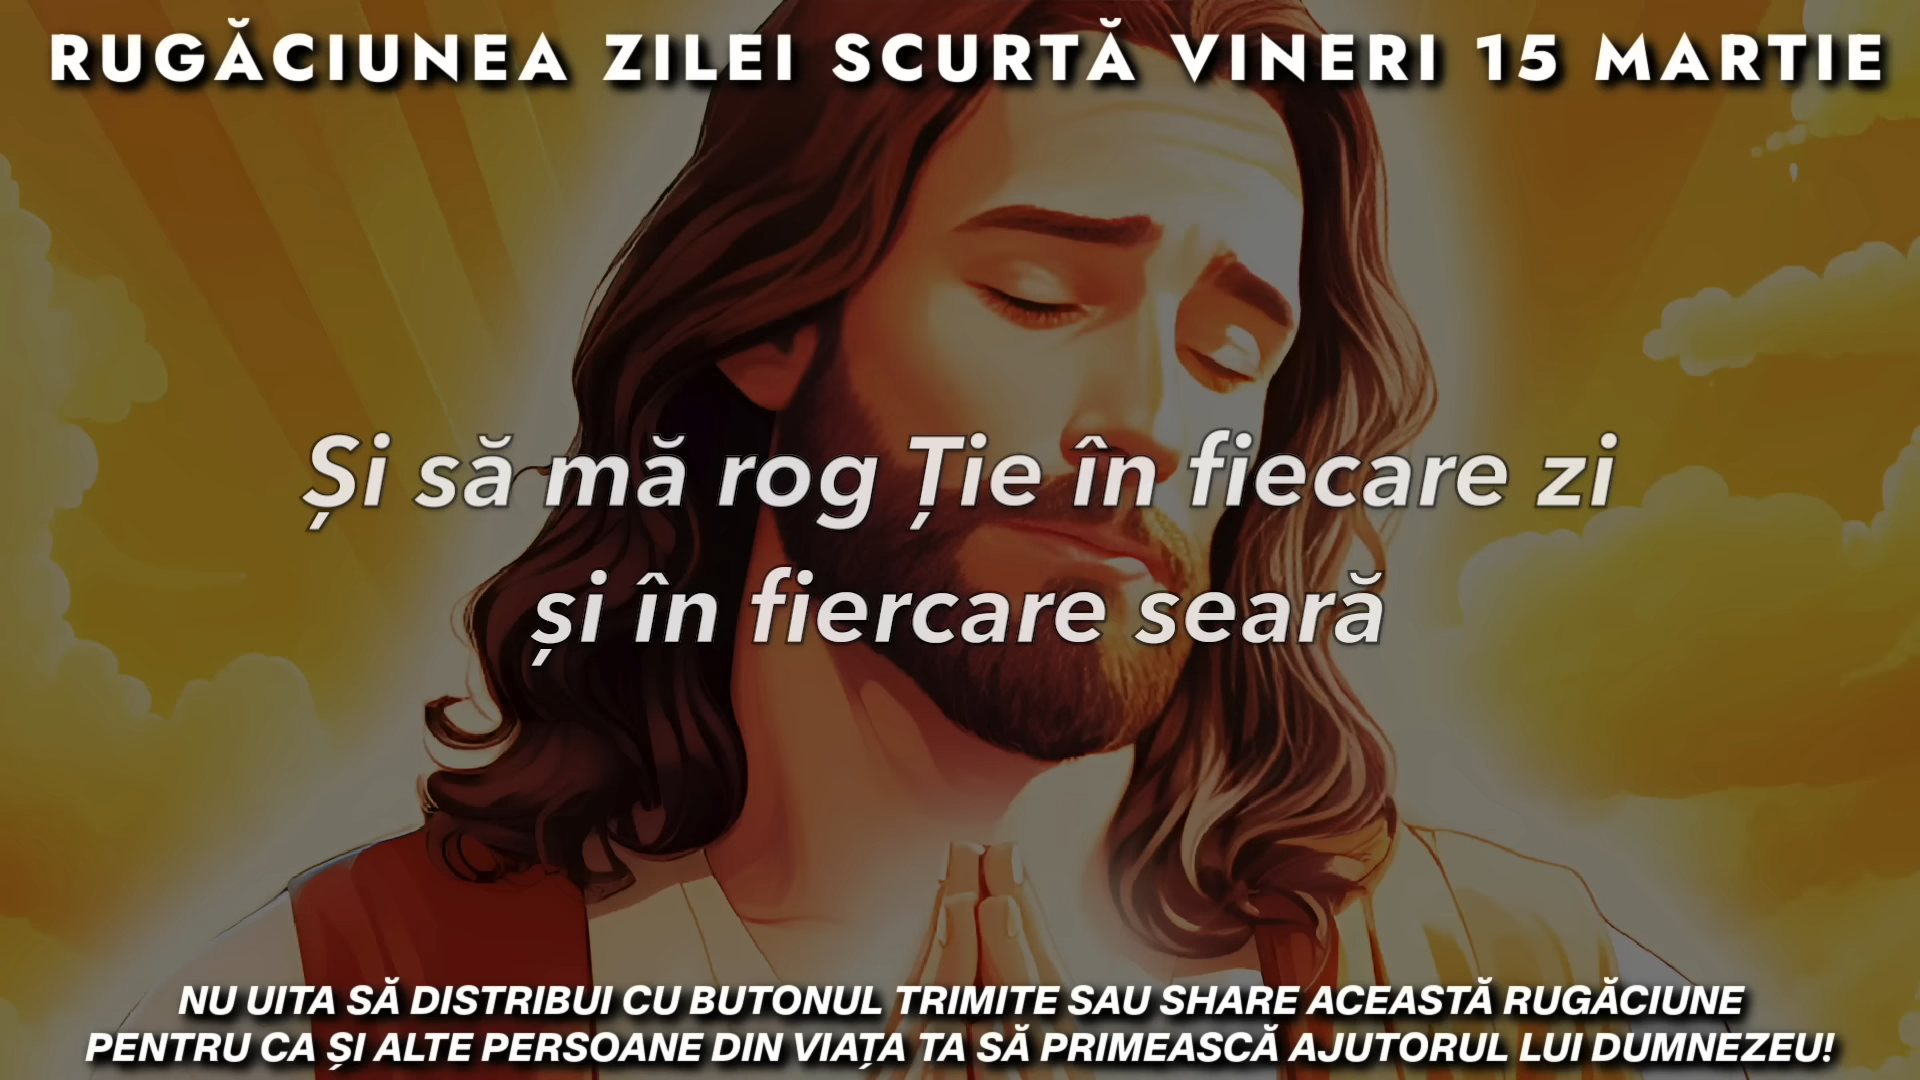 RUGĂCIUNEA ZILEI SCURTĂ VINERI 15 MARTIE
Și să mă rog Ție în fiecare zi
și în fiercare seară
NU UITA SĂ DISTRIBUI CU BUTONUL TRIMITE SAU SHARE ACEASTĂ RUGĂCIUNE
PENTRU CA ȘI ALTE PERSOANE DIN VIAȚA TA SĂ PRIMEASCĂ AJUTORUL LUI DUMNEZEU!